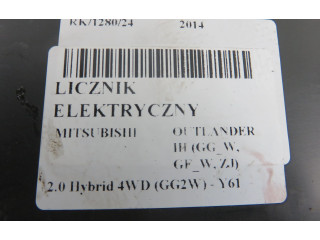 RK/1280/24 2014
LICZNIK
ELEKTRYCZNY
MITSUBISHI OUTLANDER
III (GG_W,
GF_W, ZJ)
2.0 Hybrid 4WD (GG2W) - Y61